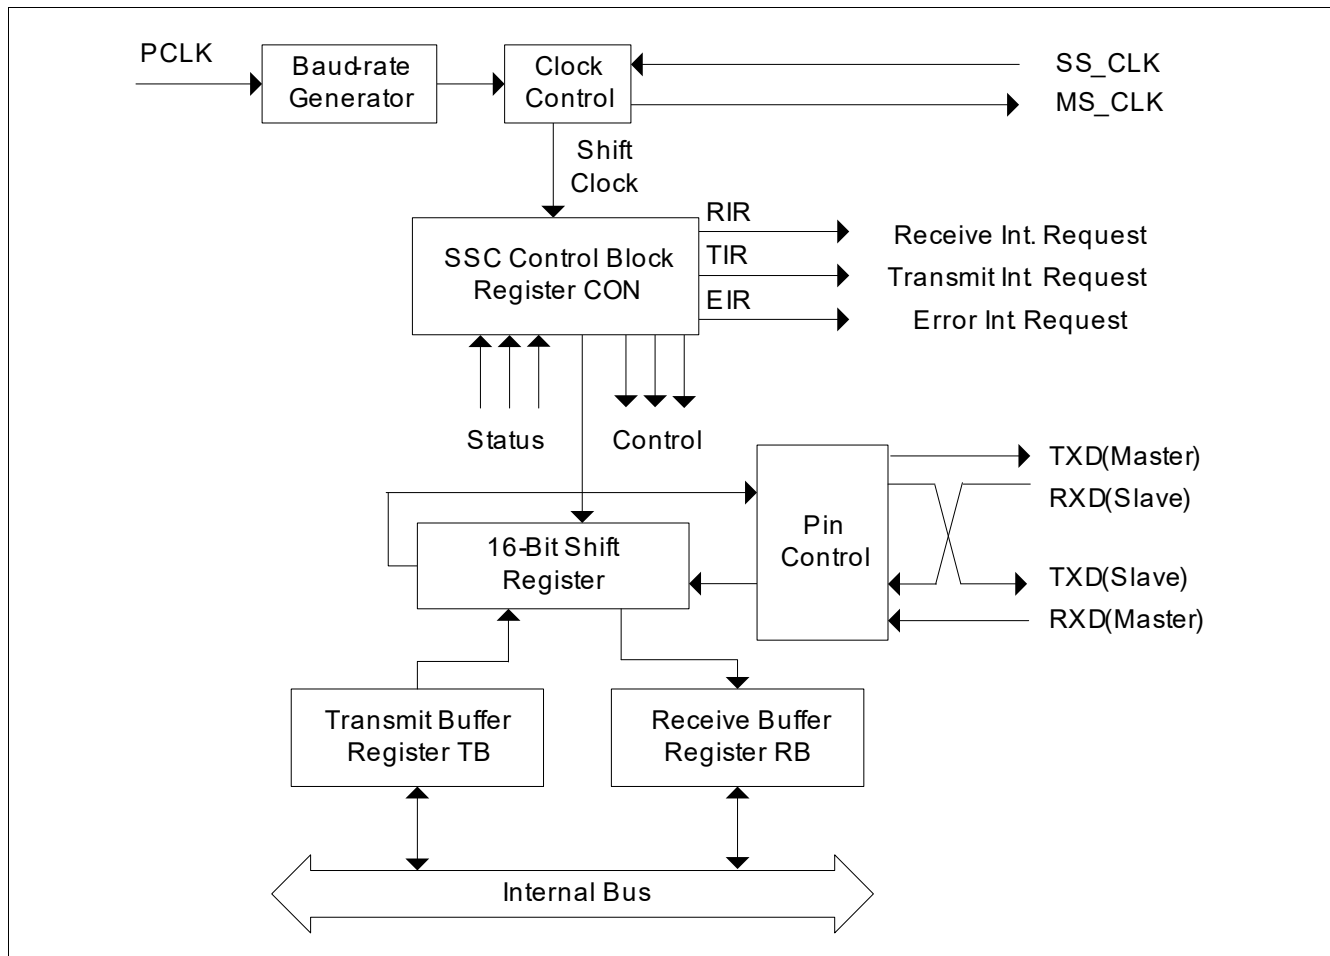 PCLK
Baud-rate
Generator
Clock
Control
SS_CLK
MS_CLK
Shift
Clock
SSC Control Block
Register CON
RIR
TIR
EIR
Receive Int. Request
Transmit Int. Request
Error Int. Request
Status
Control
Pin
Control
TXD(Master)
RXD(Slave)
TXD(Slave)
RXD(Master)
16-Bit Shift
Register
Transmit Buffer
Register TB
Receive Buffer
Register RB
Internal Bus